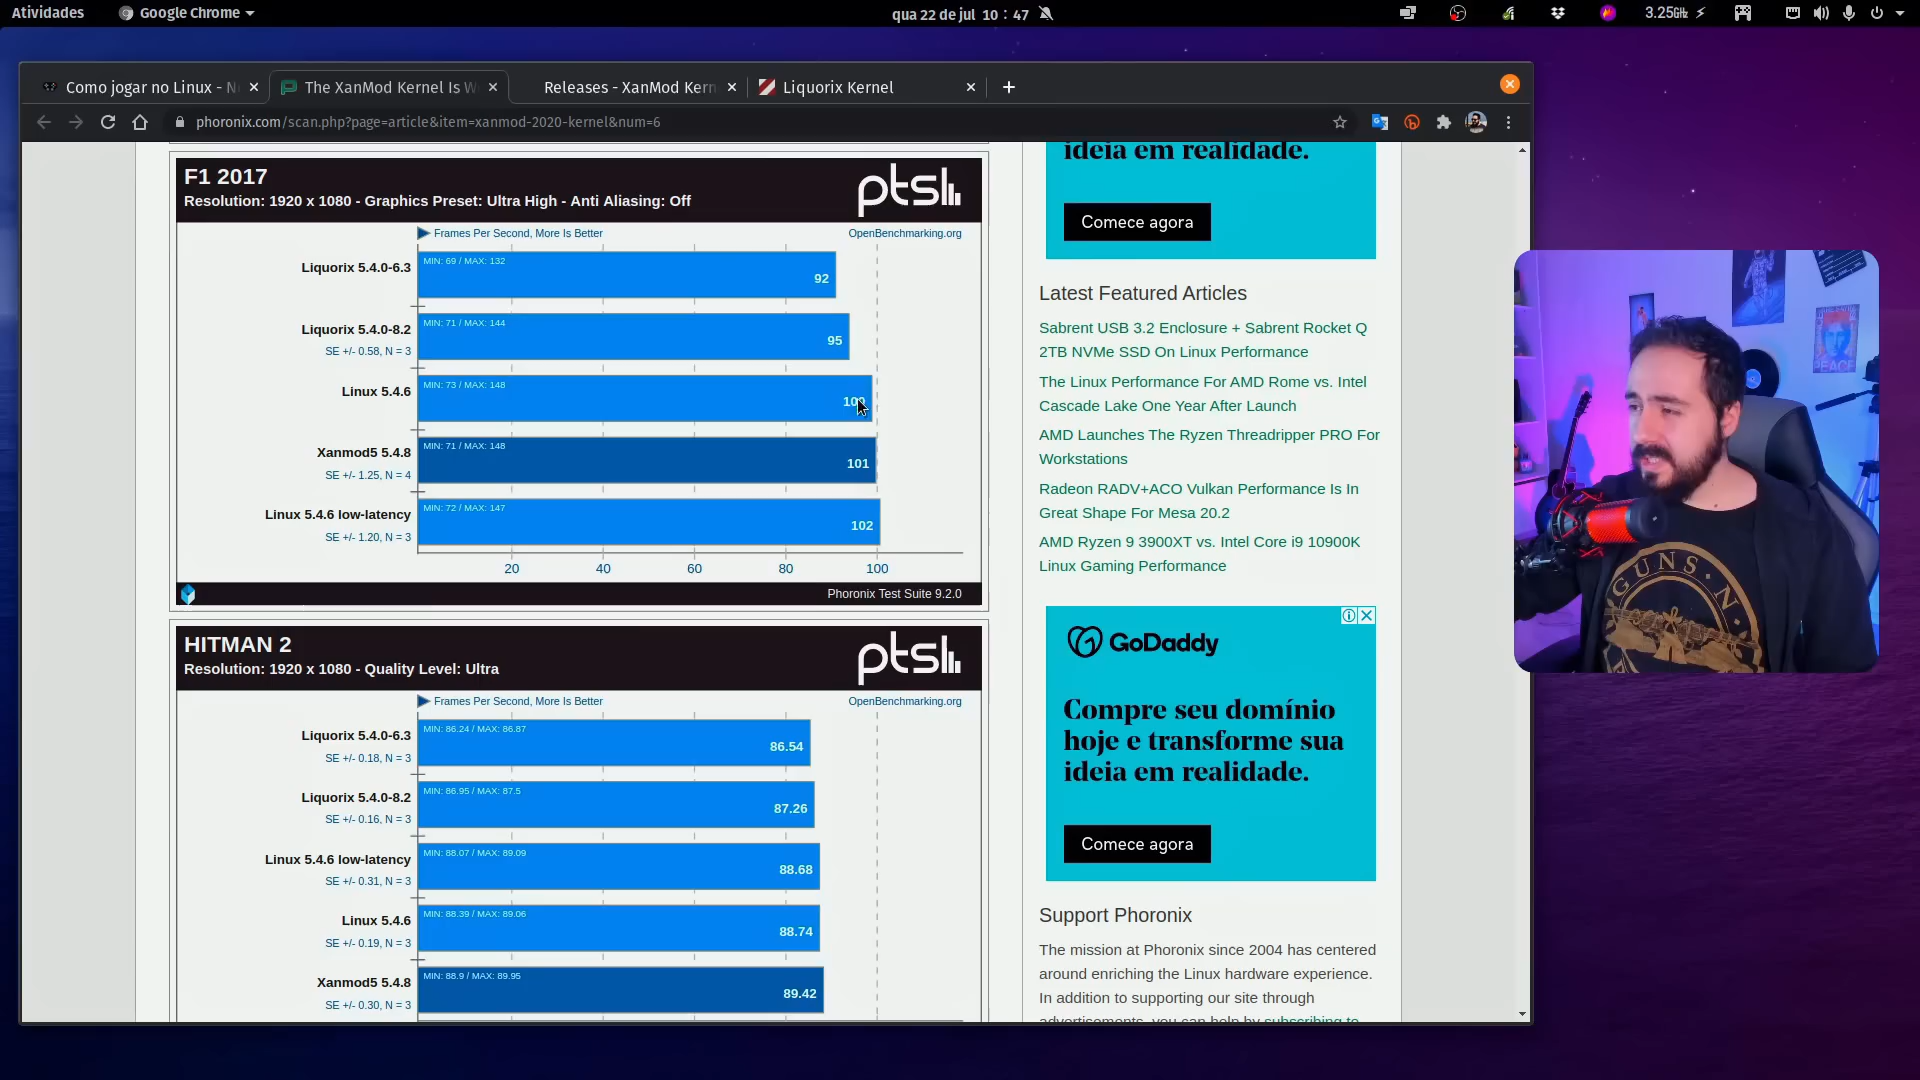 Atividades
Google Chrome
qua 22 de jul 10 : 47
3.25GHz
Como jogar no Linux - N
The XanMod Kernel Is W
Releases - XanMod Kern
Liquorix Kernel
phoronix.com/scan.php?page=article&item=xanmod-2020-kernel&num=6
F1 2017
Resolution: 1920 x 1080 - Graphics Preset: Ultra High - Anti Aliasing: Off
ptsl
Frames Per Second, More Is Better
OpenBenchmarking.org
Liquorix 5.4.0-6.3
MIN: 69 / MAX: 132
92
Liquorix 5.4.0-8.2
SE +/- 0.58, N = 3
MIN: 71 / MAX: 144
95
Linux 5.4.6
MIN: 73 / MAX: 148
100
Xanmod5 5.4.8
SE +/- 1.25, N = 4
MIN: 71 / MAX: 148
101
Linux 5.4.6 low-latency
SE +/- 1.20, N = 3
MIN: 72 / MAX: 147
102
20 40 60 80 100
Phoronix Test Suite 9.2.0
HITMAN 2
Resolution: 1920 x 1080 - Quality Level: Ultra
ptsl
Frames Per Second, More Is Better
OpenBenchmarking.org
Liquorix 5.4.0-6.3
SE +/- 0.18, N = 3
MIN: 86.24 / MAX: 86.87
86.54
Liquorix 5.4.0-8.2
SE +/- 0.16, N = 3
MIN: 86.95 / MAX: 87.5
87.26
Linux 5.4.6 low-latency
SE +/- 0.31, N = 3
MIN: 88.07 / MAX: 89.09
88.68
Linux 5.4.6
SE +/- 0.19, N = 3
MIN: 88.39 / MAX: 89.06
88.74
Xanmod5 5.4.8
SE +/- 0.30, N = 3
MIN: 88.9 / MAX: 89.95
89.42
ideia em realidade.
Comece agora
Latest Featured Articles
Sabrent USB 3.2 Enclosure + Sabrent Rocket Q
2TB NVMe SSD On Linux Performance
The Linux Performance For AMD Rome vs. Intel
Cascade Lake One Year After Launch
AMD Launches The Ryzen Threadripper PRO For
Workstations
Radeon RADV+ACO Vulkan Performance Is In
Great Shape For Mesa 20.2
AMD Ryzen 9 3900XT vs. Intel Core i9 10900K
Linux Gaming Performance
GoDaddy
Compre seu domínio
hoje e transforme sua
ideia em realidade.
Comece agora
Support Phoronix
The mission at Phoronix since 2004 has centered
around enriching the Linux hardware experience.
In addition to supporting our site through
advertisements, you can help by subscribing to
PEACE
GUNS N